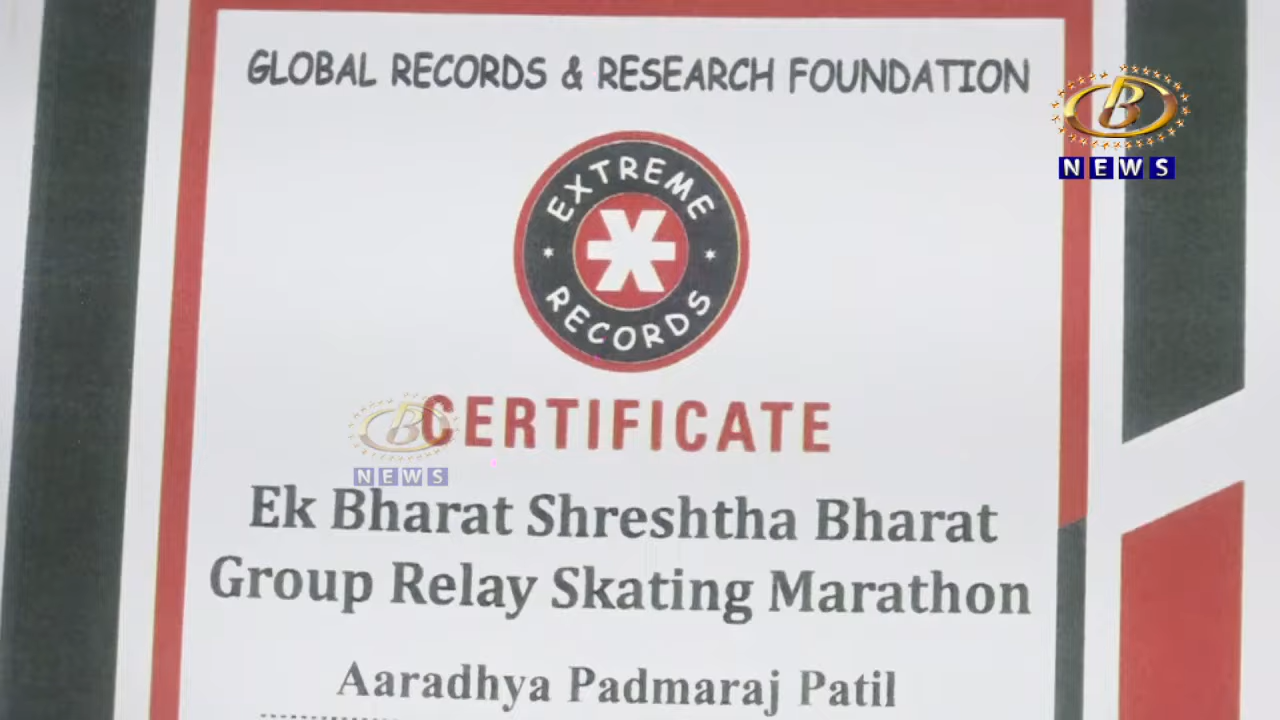 GLOBAL RECORDS & RESEARCH FOUNDATION
B
NEWS
EXTREME
X
RECORDS
CERTIFICATE
B
NEWS
Ek Bharat Shreshtha Bharat
Group Relay Skating Marathon
Aaradhya Padmaraj Patil